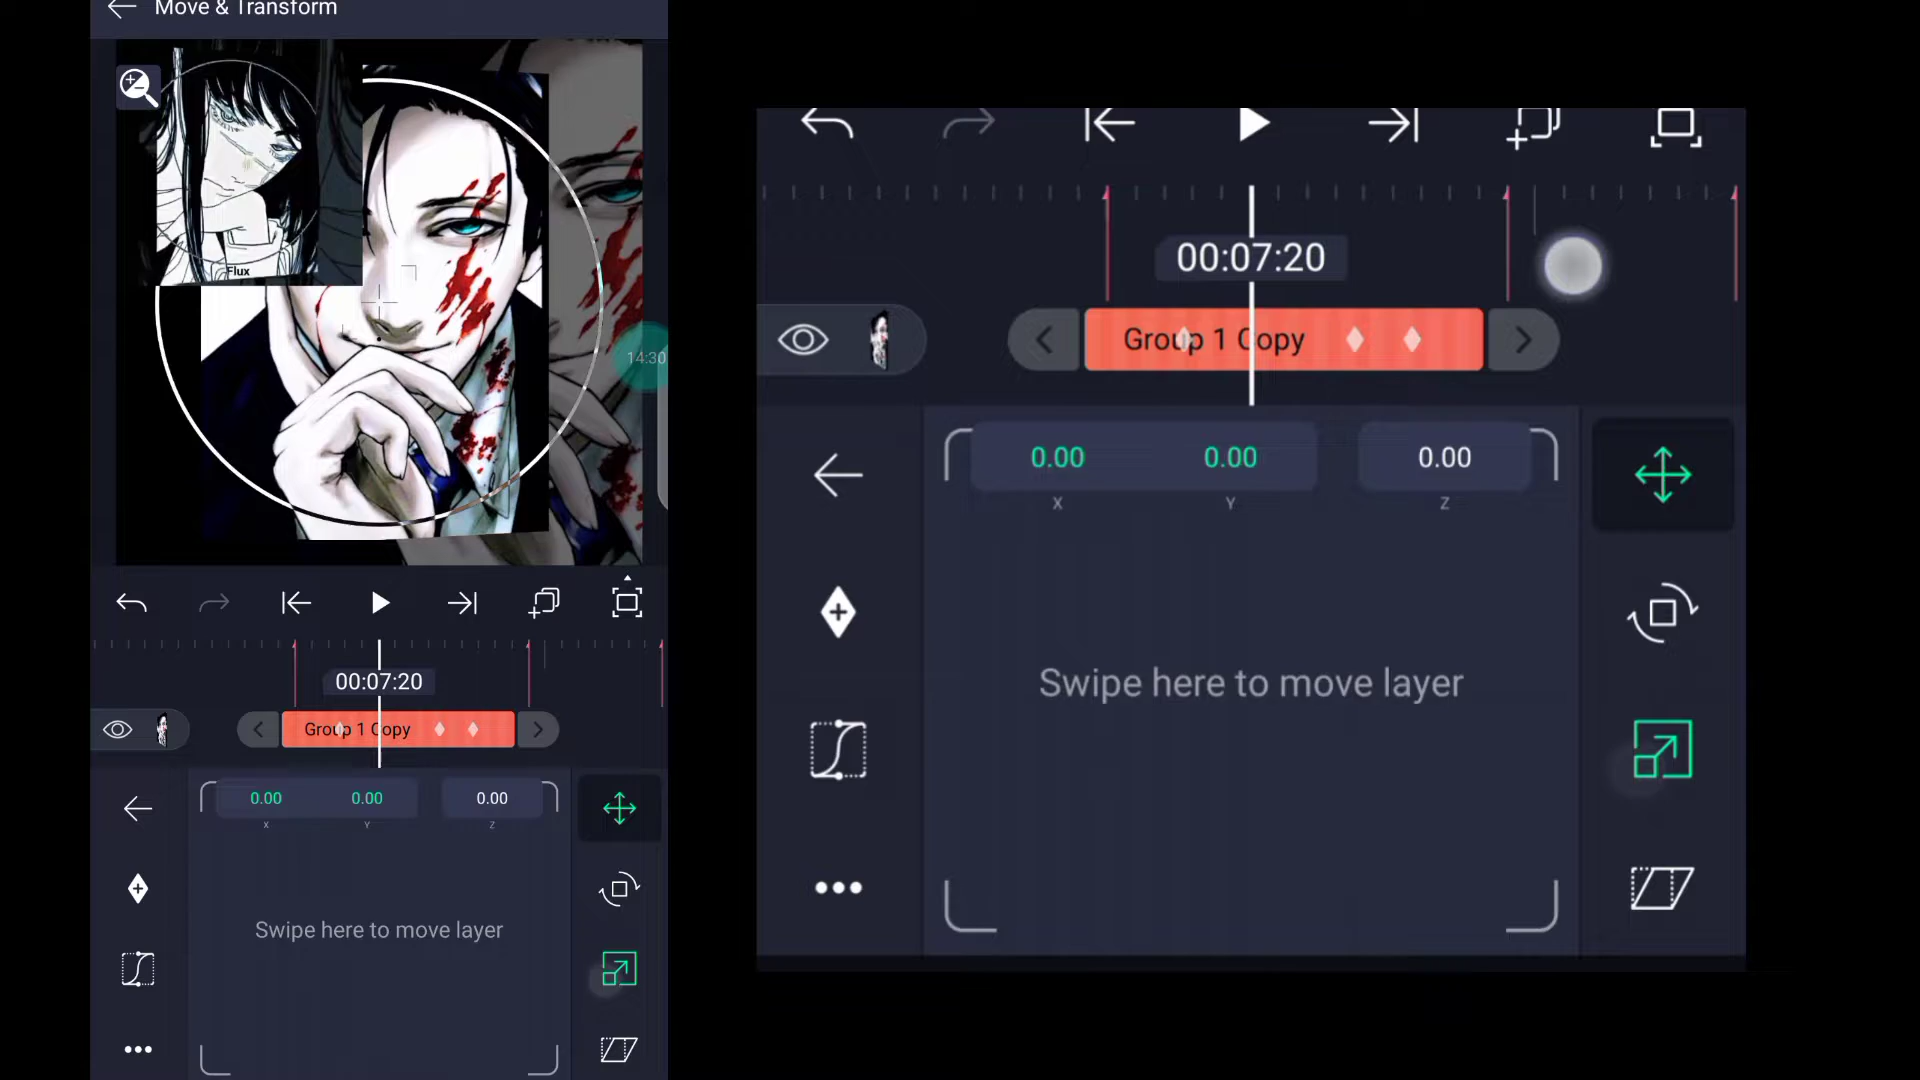 Move & Transform
Flux
14:30
00:07:20
Group 1 Copy
0.00 0.00 0.00
X Y Z
Swipe here to move layer
00:07:20
Group 1 Copy
0.00 0.00 0.00
X Y Z
Swipe here to move layer